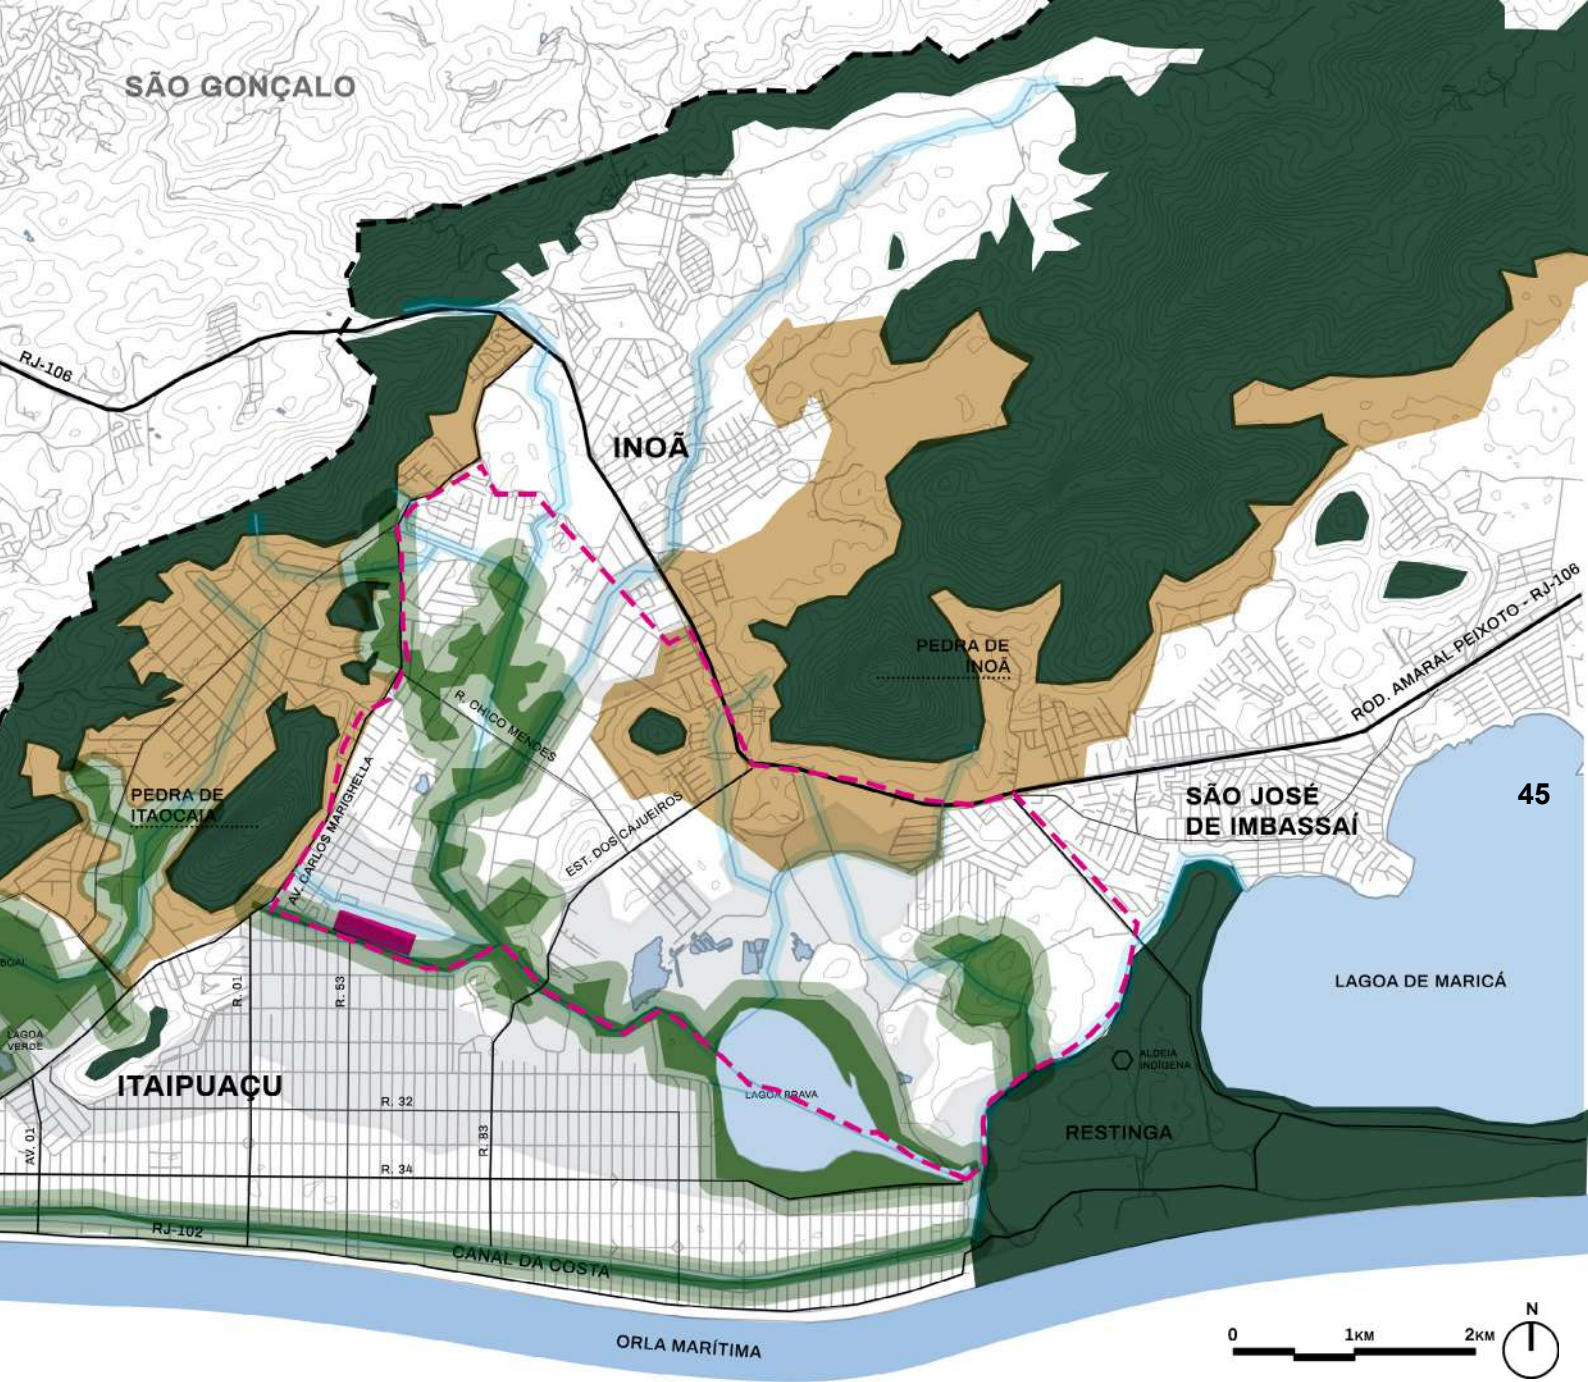 SÃO GONÇALO
RJ-106
INOÃ
PEDRA DE
INOÃ
ROD. AMARAL PEIXOTO - RJ-106
R. CHICO MENDES
AV. CARLOS MARIGHELLA
PEDRA DE
ITAOCAIA
EST. DOS CAJUEIROS
SÃO JOSÉ
DE IMBASSAÍ
45
LAGOA DE MARICÁ
R. 01
R. 53
LAGOA
VERDE
ALDEIA
INDÍGENA
ITAIPUAÇU
R. 32
LAGOA BRAVA
RESTINGA
AV. 01
R. 83
R. 34
RJ-102
CANAL DA COSTA
ORLA MARÍTIMA
N
0 1KM 2KM